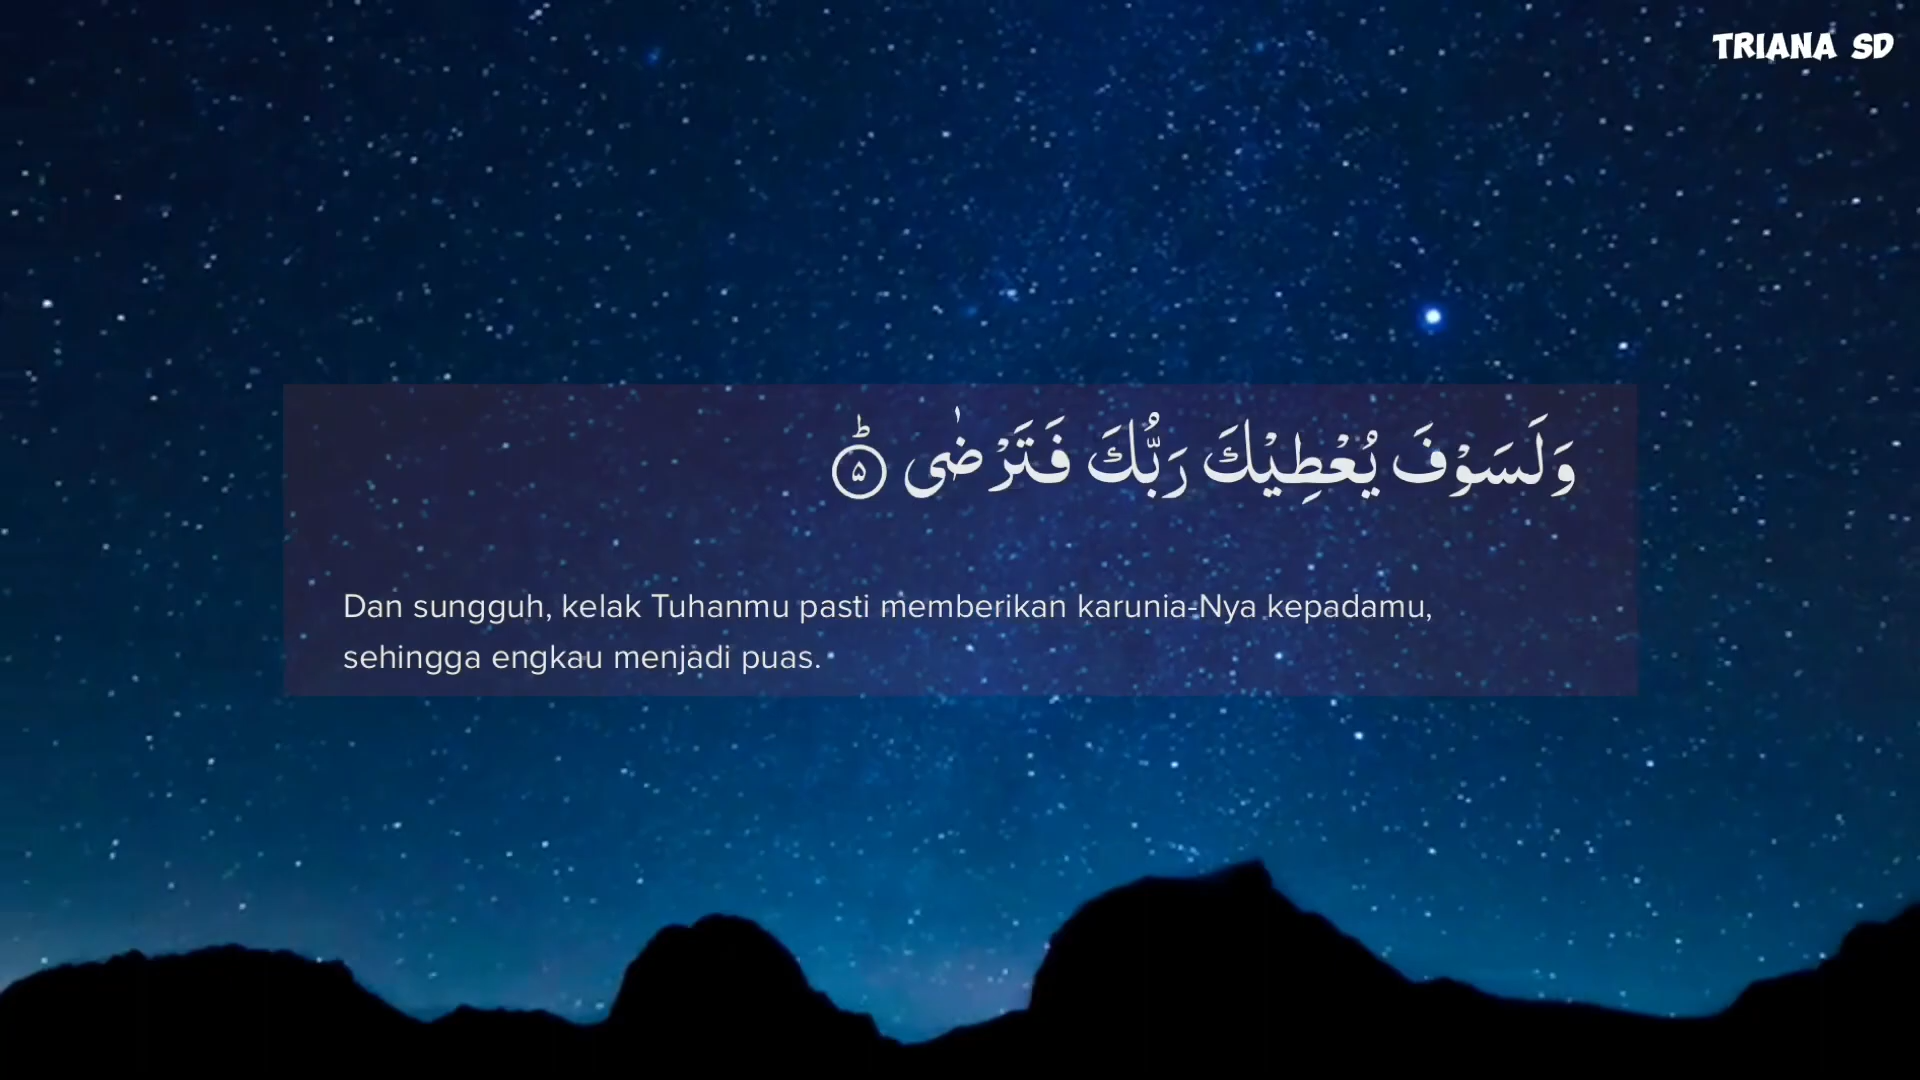 TRIANA SD
وَلَسَوْفَ يُعْطِيْكَ رَبُّكَ فَتَرْضٰى ۝٥ؕ
Dan sungguh, kelak Tuhanmu pasti memberikan karunia-Nya kepadamu,
sehingga engkau menjadi puas.